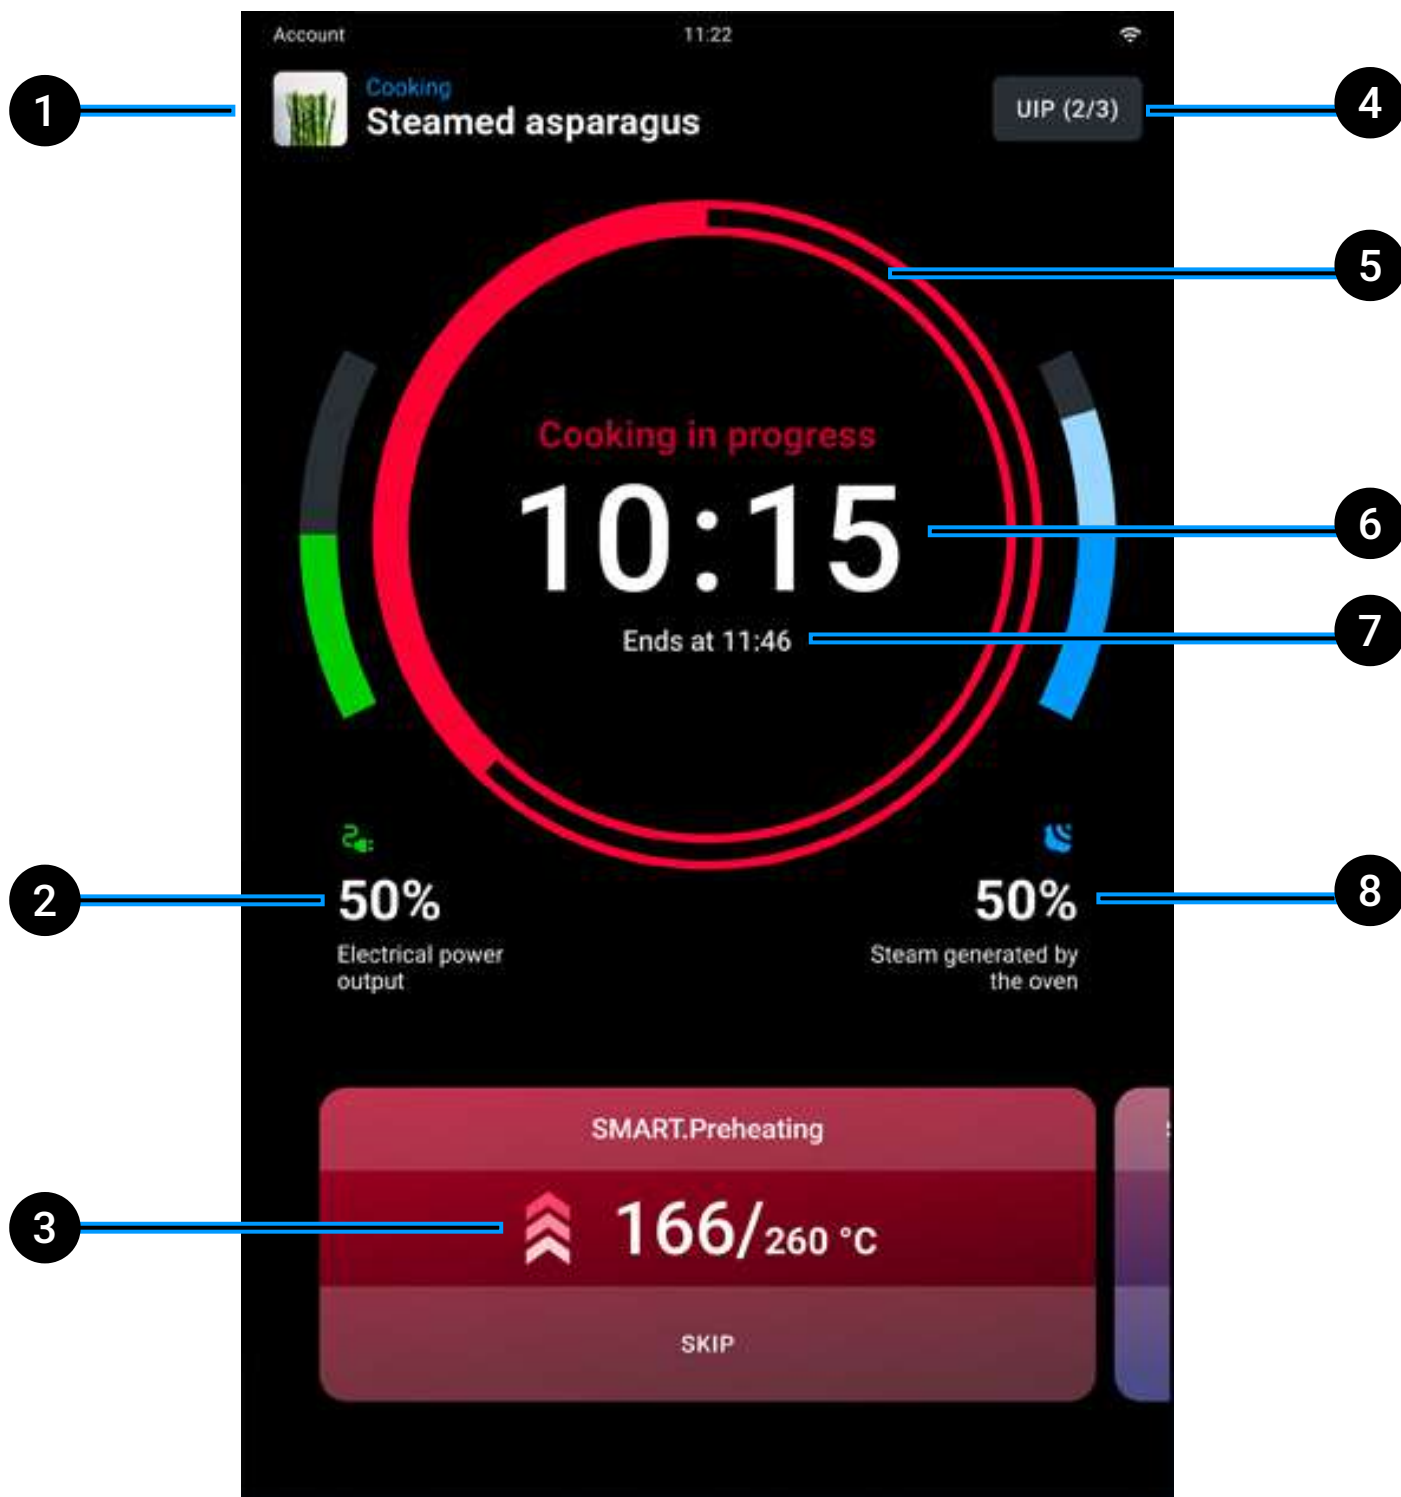 Account
11:22
1
Cooking
Steamed asparagus
UIP (2/3)
4
5
Cooking in progress
10:15
6
Ends at 11:46
7
2
50%
Electrical power
output
50%
8
Steam generated by
the oven
SMART.Preheating
3
166/260 °C
SKIP